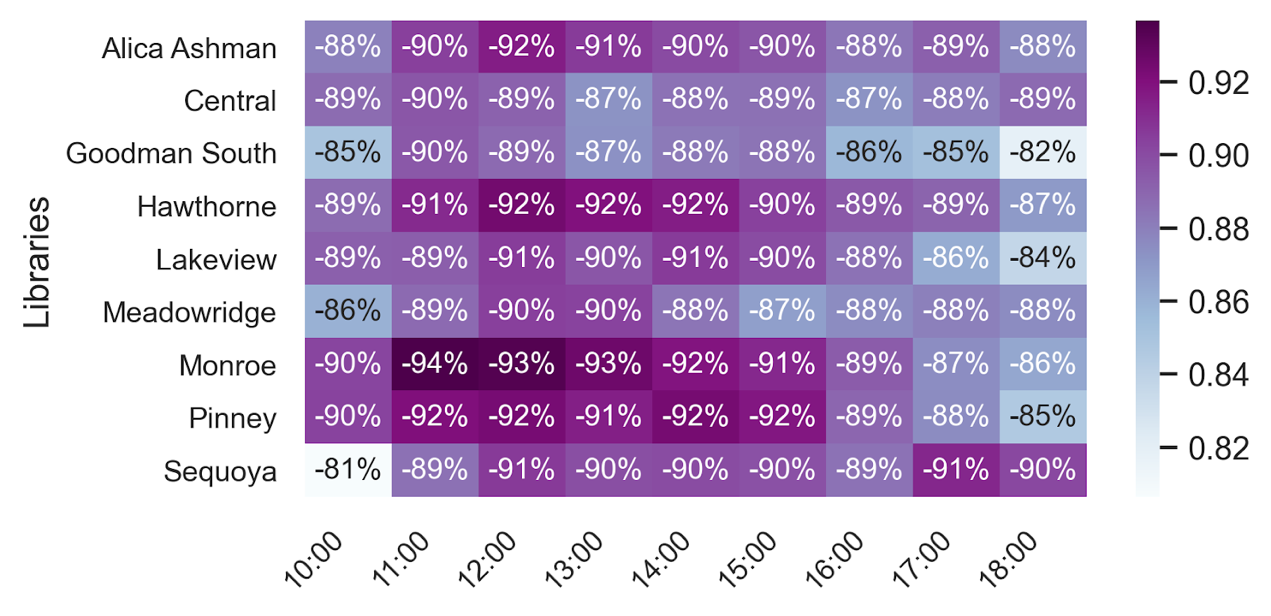 Alica Ashman -88% -90% -92% -91% -90% -90% -88% -89% -88%
Central -89% -90% -89% -87% -88% -89% -87% -88% -89%
Goodman South -85% -90% -89% -87% -88% -88% -86% -85% -82%
Hawthorne -89% -91% -92% -92% -92% -90% -89% -89% -87%
Lakeview -89% -89% -91% -90% -91% -90% -88% -86% -84%
Meadowridge -86% -89% -90% -90% -88% -87% -88% -88% -88%
Monroe -90% -94% -93% -93% -92% -91% -89% -87% -86%
Pinney -90% -92% -92% -91% -92% -92% -89% -88% -85%
Sequoya -81% -89% -91% -90% -90% -90% -89% -91% -90%
Libraries
10:00 11:00 12:00 13:00 14:00 15:00 16:00 17:00 18:00
0.92
0.90
0.88
0.86
0.84
0.82